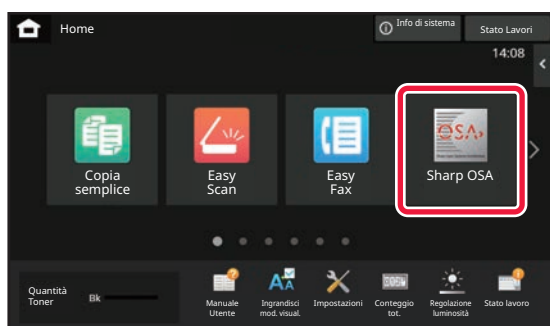 Home
Info di sistema
Stato Lavori
14:08
OSA
Copia
semplice
Easy
Scan
Easy
Fax
Sharp OSA
Quantità
Toner
Bk
Manuale
Utente
Ingrandisci
mod. visual.
Impostazioni
Conteggio
tot.
Regolazione
luminosità
Stato lavoro